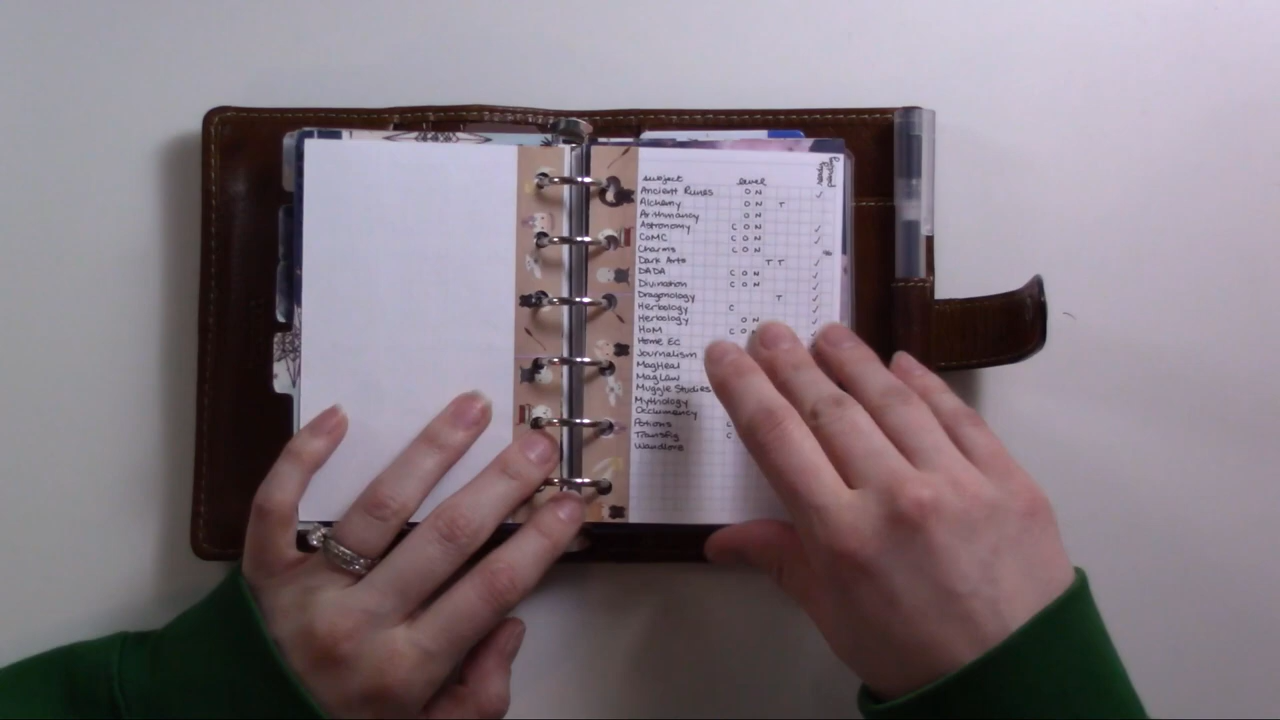 subject level
Ancient Runes O N ✓
Alchemy O N T
Arithmancy O N
Astronomy C O N ✓
CoMC C O N ✓
Charms C O N
Dark Arts T T ✓
DADA C O N ✓
Divination C O N ✓
Dragonology T ✓
Herbology C ✓
Herbology O N ✓
HoM C O N
Home Ec
Journalism
MagHeal
MagLaw
Muggle Studies
Mythology
Occlumency
Potions C
Transfig C
Wandlore